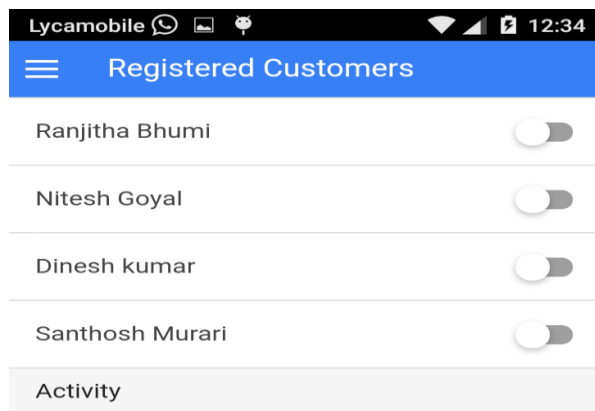 Lycamobile 12:34
Registered Customers
Ranjitha Bhumi
Nitesh Goyal
Dinesh kumar
Santhosh Murari
Activity